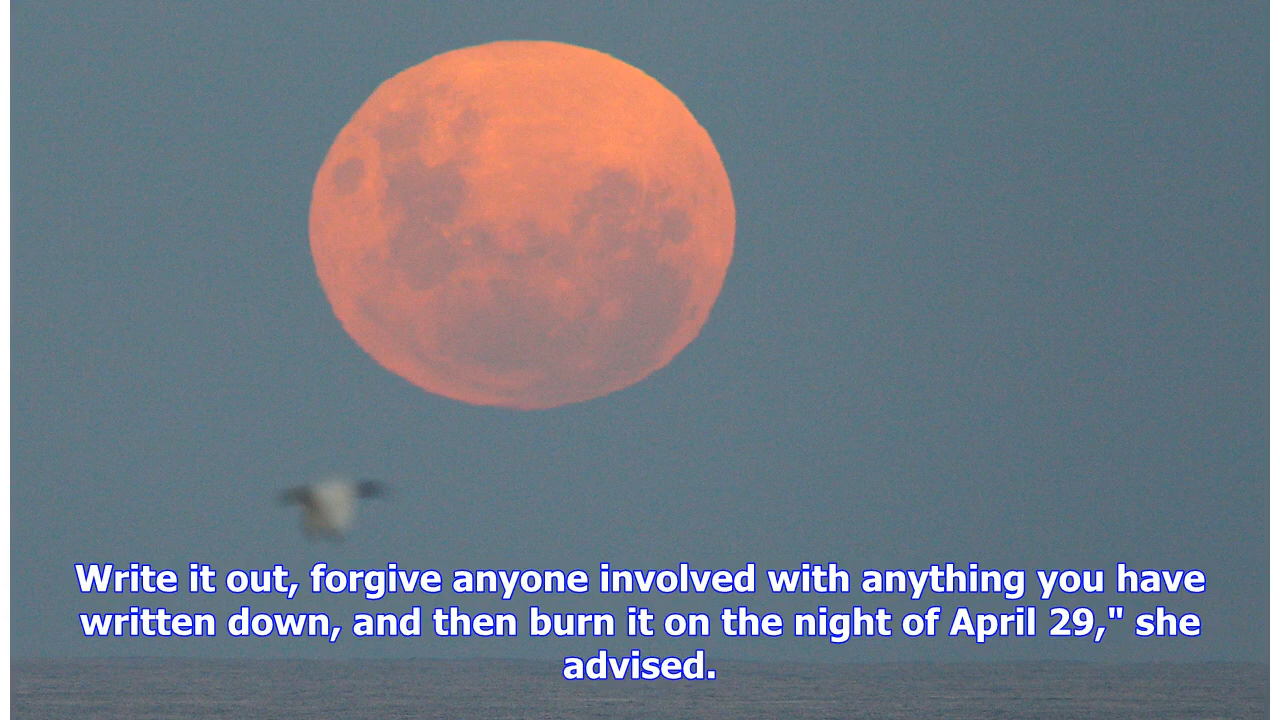 Write it out, forgive anyone involved with anything you have
written down, and then burn it on the night of April 29," she
advised.